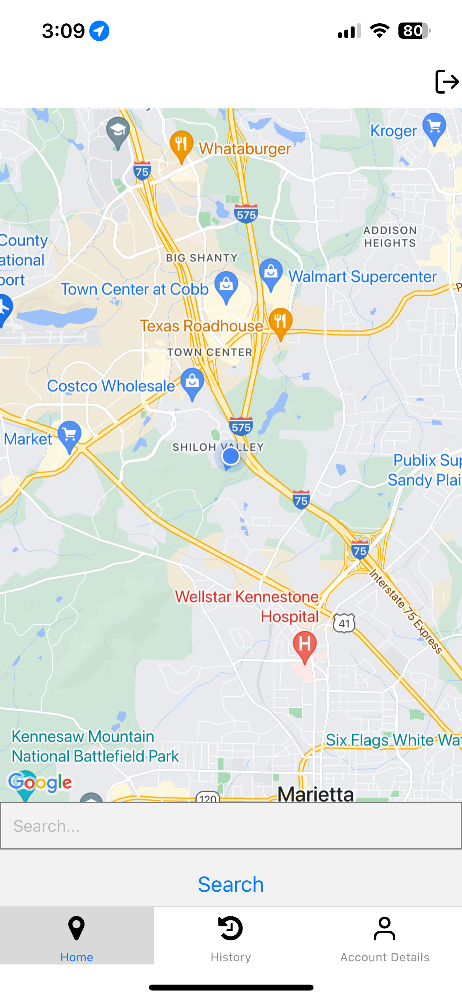 3:09
80
Kroger
Whataburger
75
575
ADDISON
HEIGHTS
County
ational
port
BIG SHANTY
Walmart Supercenter
Town Center at Cobb
P
Texas Roadhouse
TOWN CENTER
Costco Wholesale
575
Market
SHILOH VALLEY
Publix Sup
Sandy Plai
75
75
Interstate 75 Express
Wellstar Kennestone
Hospital
41
H
Kennesaw Mountain
National Battlefield Park
Six Flags White Wat
Google
Marietta
120
Search...
Search
Home
History
Account Details